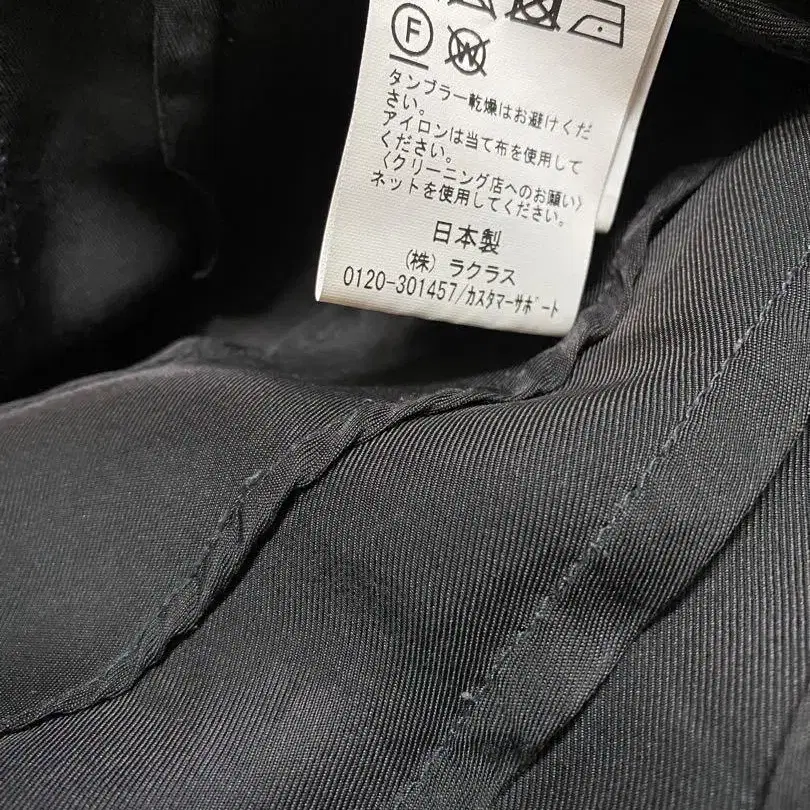 F W
タンブラー乾燥はお避けくだ
さい。
アイロンは当て布を使用して
ください。
〈クリーニング店へのお願い〉
ネットを使用してください。
日本製
(株) ラクラス
0120-301457/カスタマーサポート